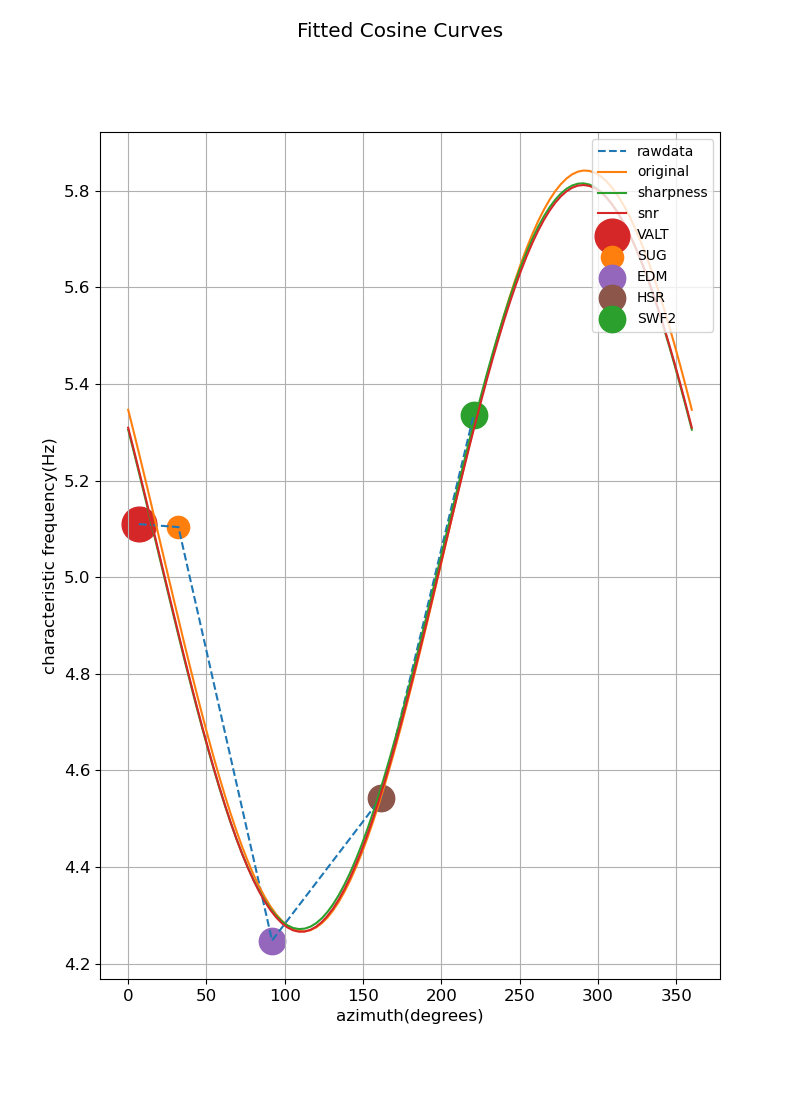 Fitted Cosine Curves
rawdata
original
sharpness
snr
VALT
SUG
EDM
HSR
SWF2
characteristic frequency(Hz)
5.8
5.6
5.4
5.2
5.0
4.8
4.6
4.4
4.2
0 50 100 150 200 250 300 350
azimuth(degrees)